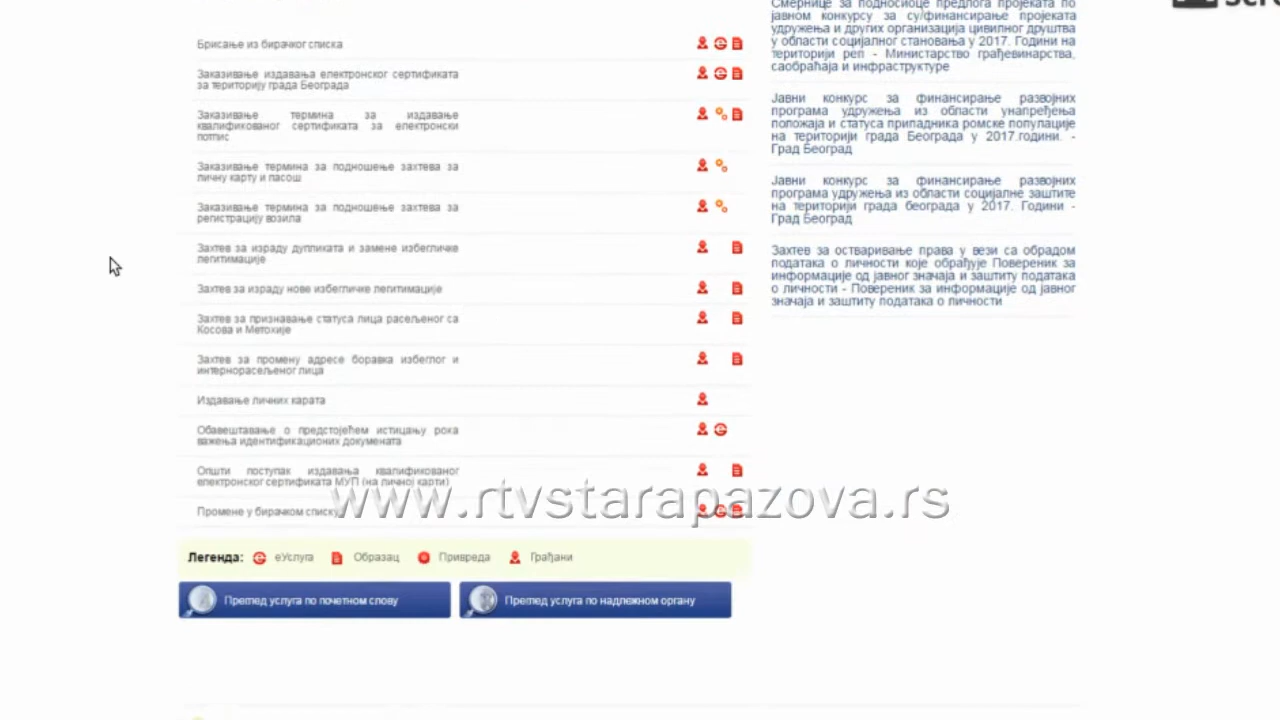 Брисање из бирачког списка
Заказивање издавања електронског сертификата
за територију града Београда
Заказивање термина за издавање
квалификованог сертификата за електронски
потпис
Заказивање термина за подношење захтева за
личну карту и пасош
Заказивање термина за подношење захтева за
регистрацију возила
Захтев за израду дупликата и замене избегличке
легитимације
Захтев за израду нове избегличке легитимације
Захтев за признавање статуса лица расељеног са
Косова и Метохије
Захтев за промену адресе боравка избеглог и
интернорасељеног лица
Издавање личних карата
Обавештавање о предстојећем истицању рока
важења идентификационих докумената
Општи поступак издавања квалификованог
електронског сертификата МУП (на личној карти)
Промене у бирачком списку
Легенда: еУслуга Образац Привреда Грађани
Преглед услуга по почетном слову
Преглед услуга по надлежном органу
Смернице за подносиоце предлога пројеката по
јавном конкурсу за су/финансирање пројеката
удружења и других организација цивилног друштва
у области социјалног становања у 2017. Години на
територији реп - Министарство грађевинарства,
саобраћаја и инфраструктуре
Јавни конкурс за финансирање развојних
програма удружења из области унапређења
положаја и статуса припадника ромске популације
на територији града Београда у 2017.години. -
Град Београд
Јавни конкурс за финансирање развојних
програма удружења из области социјалне заштите
на територији града београда у 2017. Години -
Град Београд
Захтев за остваривање права у вези са обрадом
података о личности које обрађује Повереник за
информације од јавног значаја и заштиту података
о личности - Повереник за информације од јавног
значаја и заштиту података о личности
www.rtvstarapazova.rs